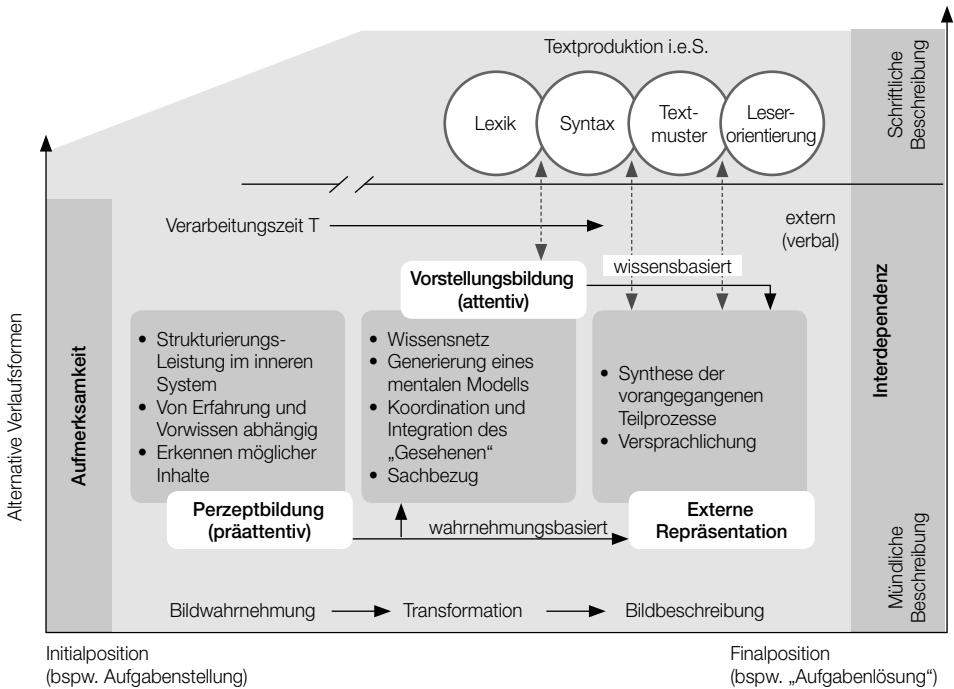 Textproduktion i.e.S.
Lexik
Syntax
Text-
muster
Leser-
orientierung
Schriftliche
Beschreibung
Verarbeitungszeit T
extern
(verbal)
Vorstellungsbildung
(attentiv)
wissensbasiert
Alternative Verlaufsformen
Aufmerksamkeit
• Strukturierungs-
Leistung im inneren
System
• Von Erfahrung und
Vorwissen abhängig
• Erkennen möglicher
Inhalte
Perzeptbildung
(präattentiv)
• Wissensnetz
• Generierung eines
mentalen Modells
• Koordination und
Integration des
„Gesehenen“
• Sachbezug
• Synthese der
vorangegangenen
Teilprozesse
• Versprachlichung
Interdependenz
wahrnehmungsbasiert
Externe
Repräsentation
Mündliche
Beschreibung
Bildwahrnehmung
Transformation
Bildbeschreibung
Initialposition
(bspw. Aufgabenstellung)
Finalposition
(bspw. „Aufgabenlösung“)